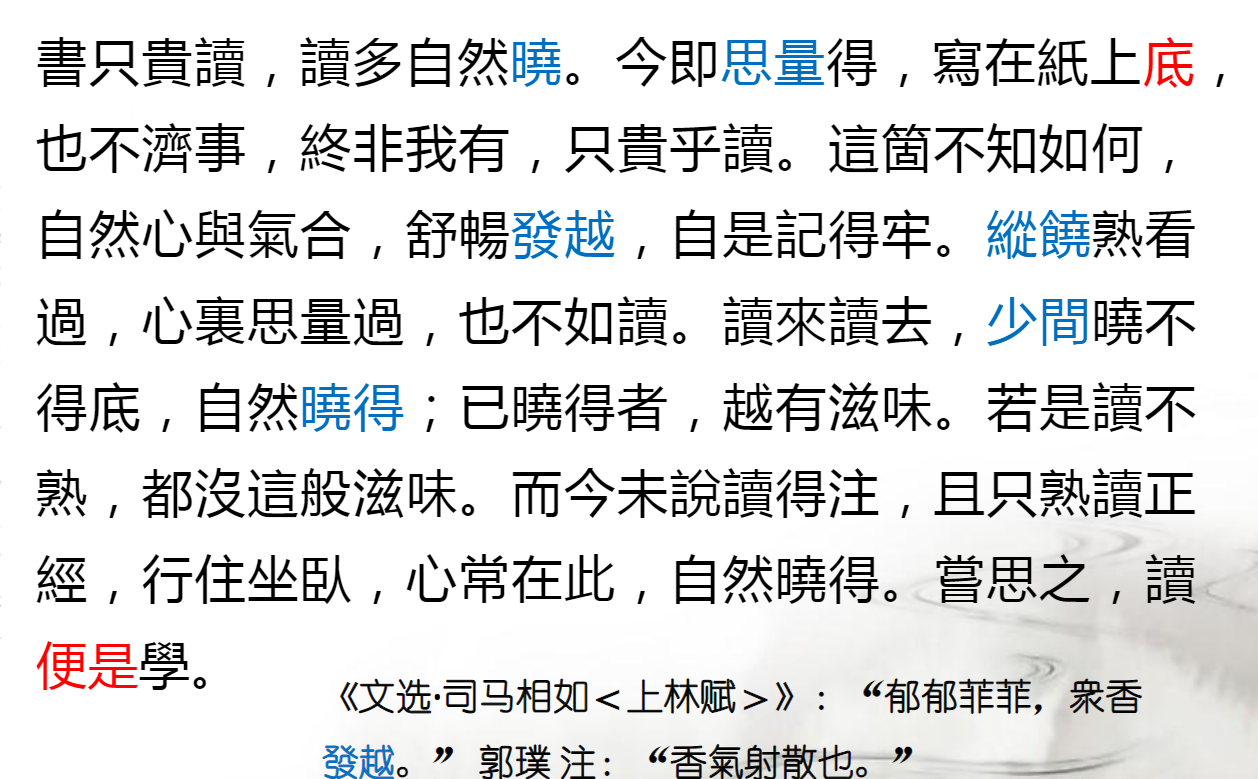 書只貴讀，讀多自然曉。今即思量得，寫在紙上底，
也不濟事，終非我有，只貴乎讀。這箇不知如何，
自然心與氣合，舒暢發越，自是記得牢。縱饒熟看
過，心裏思量過，也不如讀。讀來讀去，少間曉不
得底，自然曉得；已曉得者，越有滋味。若是讀不
熟，都沒這般滋味。而今未說讀得注，且只熟讀正
經，行住坐臥，心常在此，自然曉得。嘗思之，讀
便是學。
《文选·司马相如＜上林赋＞》：“郁郁菲菲，衆香
發越。” 郭璞 注：“香氣射散也。”